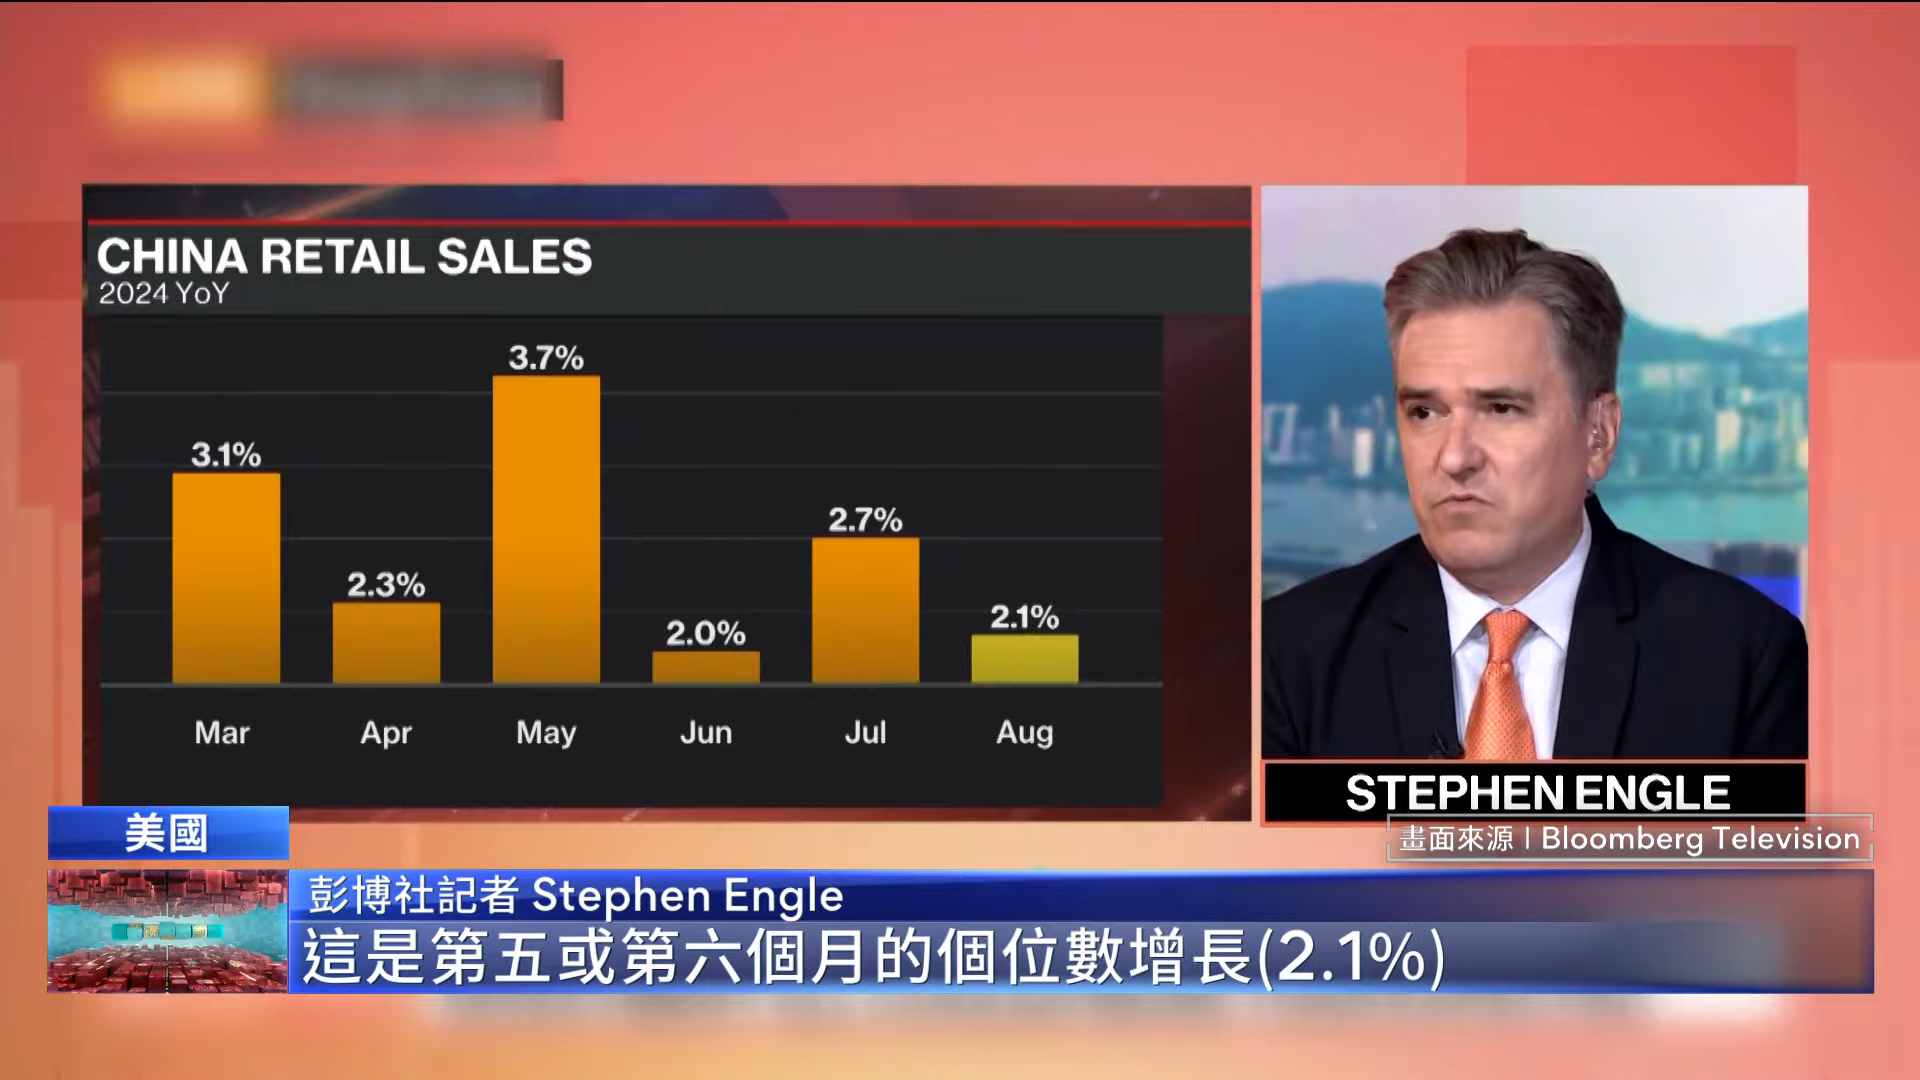 CHINA RETAIL SALES
2024 YoY
3.1%
2.3%
3.7%
2.0%
2.7%
2.1%
Mar
Apr
May
Jun
Jul
Aug
STEPHEN ENGLE
畫面來源 | Bloomberg Television
美國
彭博社記者 Stephen Engle
這是第五或第六個月的個位數增長(2.1%)